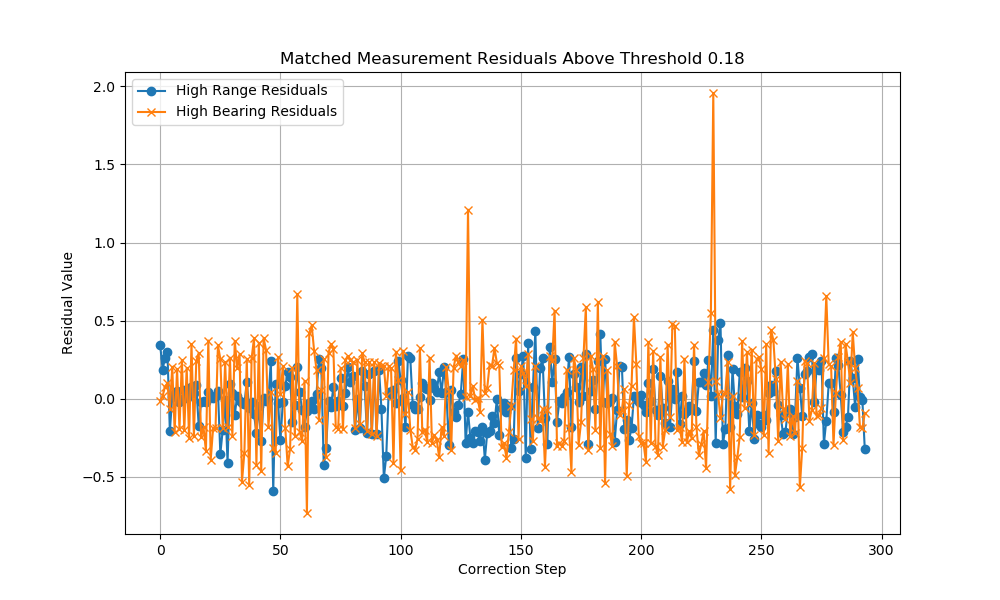 Matched Measurement Residuals Above Threshold 0.18
High Range Residuals
High Bearing Residuals
2.0
1.5
1.0
0.5
0.0
−0.5
Residual Value
0 50 100 150 200 250 300
Correction Step